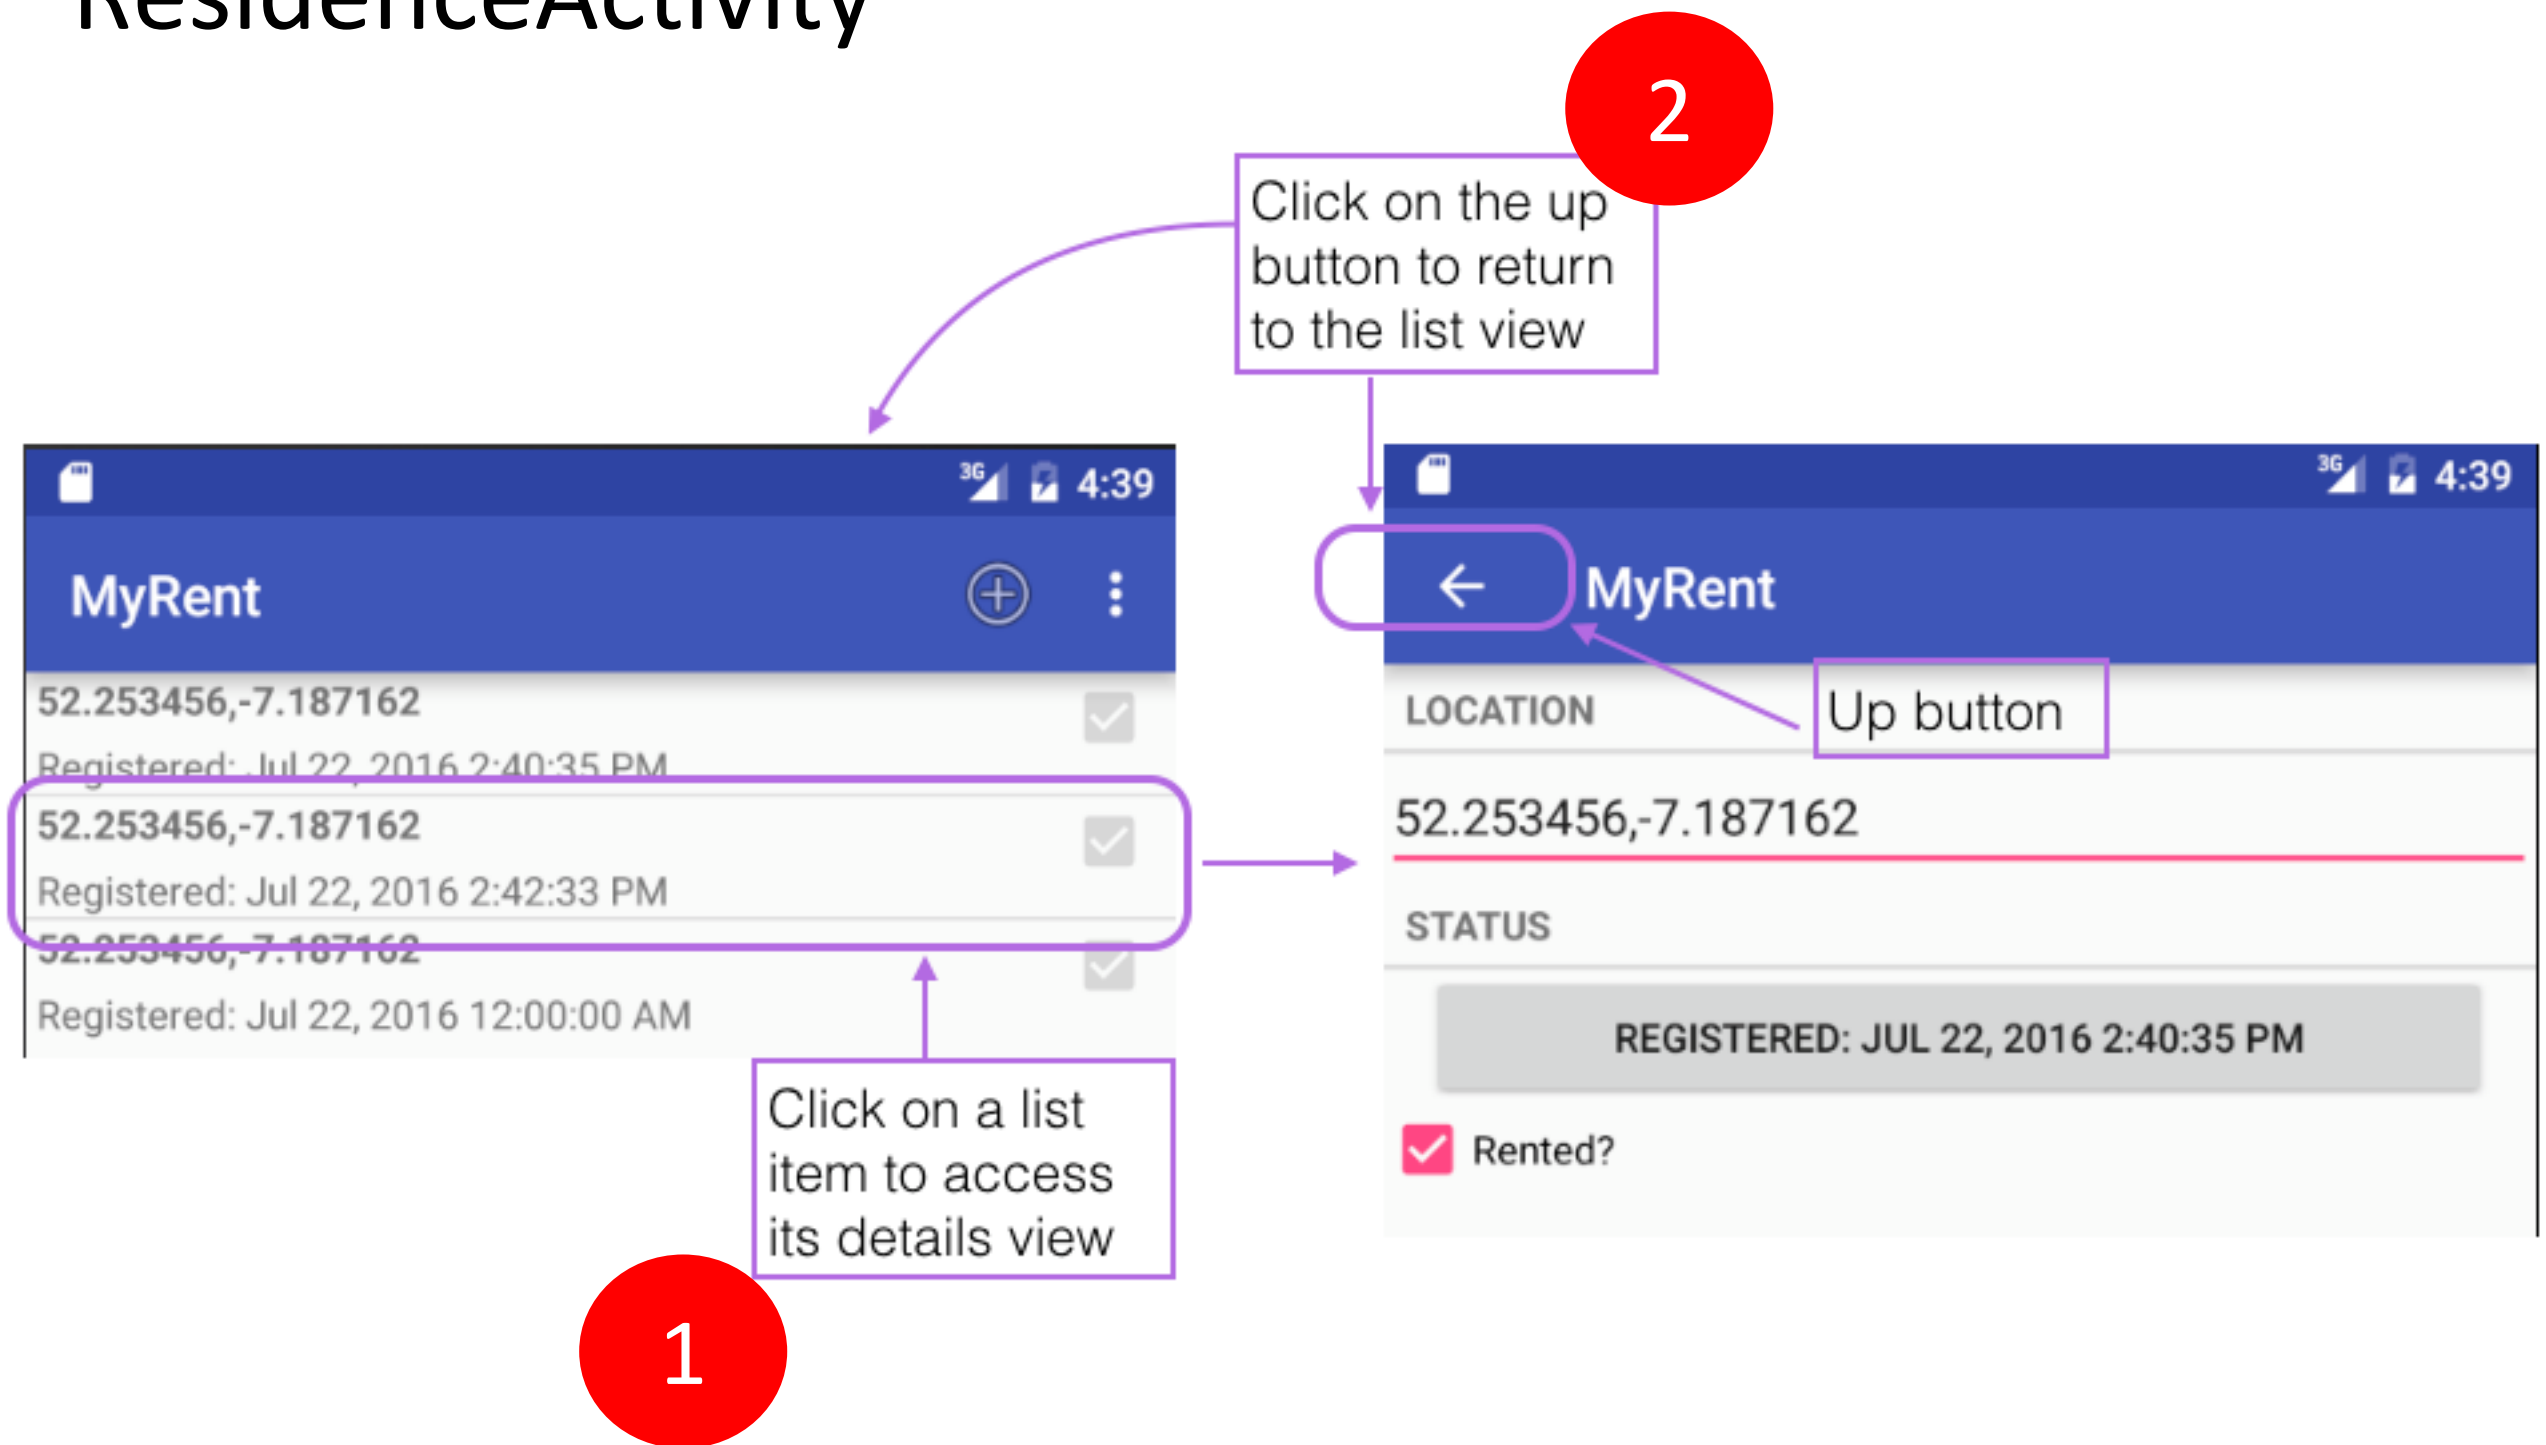 ResidenceActivity
2
Click on the up
button to return
to the list view
3G 4:39
MyRent
52.253456,-7.187162
Registered: Jul 22, 2016 2:40:35 PM
52.253456,-7.187162
Registered: Jul 22, 2016 2:42:33 PM
52.253456,-7.187162
Registered: Jul 22, 2016 12:00:00 AM
Click on a list
item to access
its details view
1
3G 4:39
MyRent
Up button
LOCATION
52.253456,-7.187162
STATUS
REGISTERED: JUL 22, 2016 2:40:35 PM
Rented?